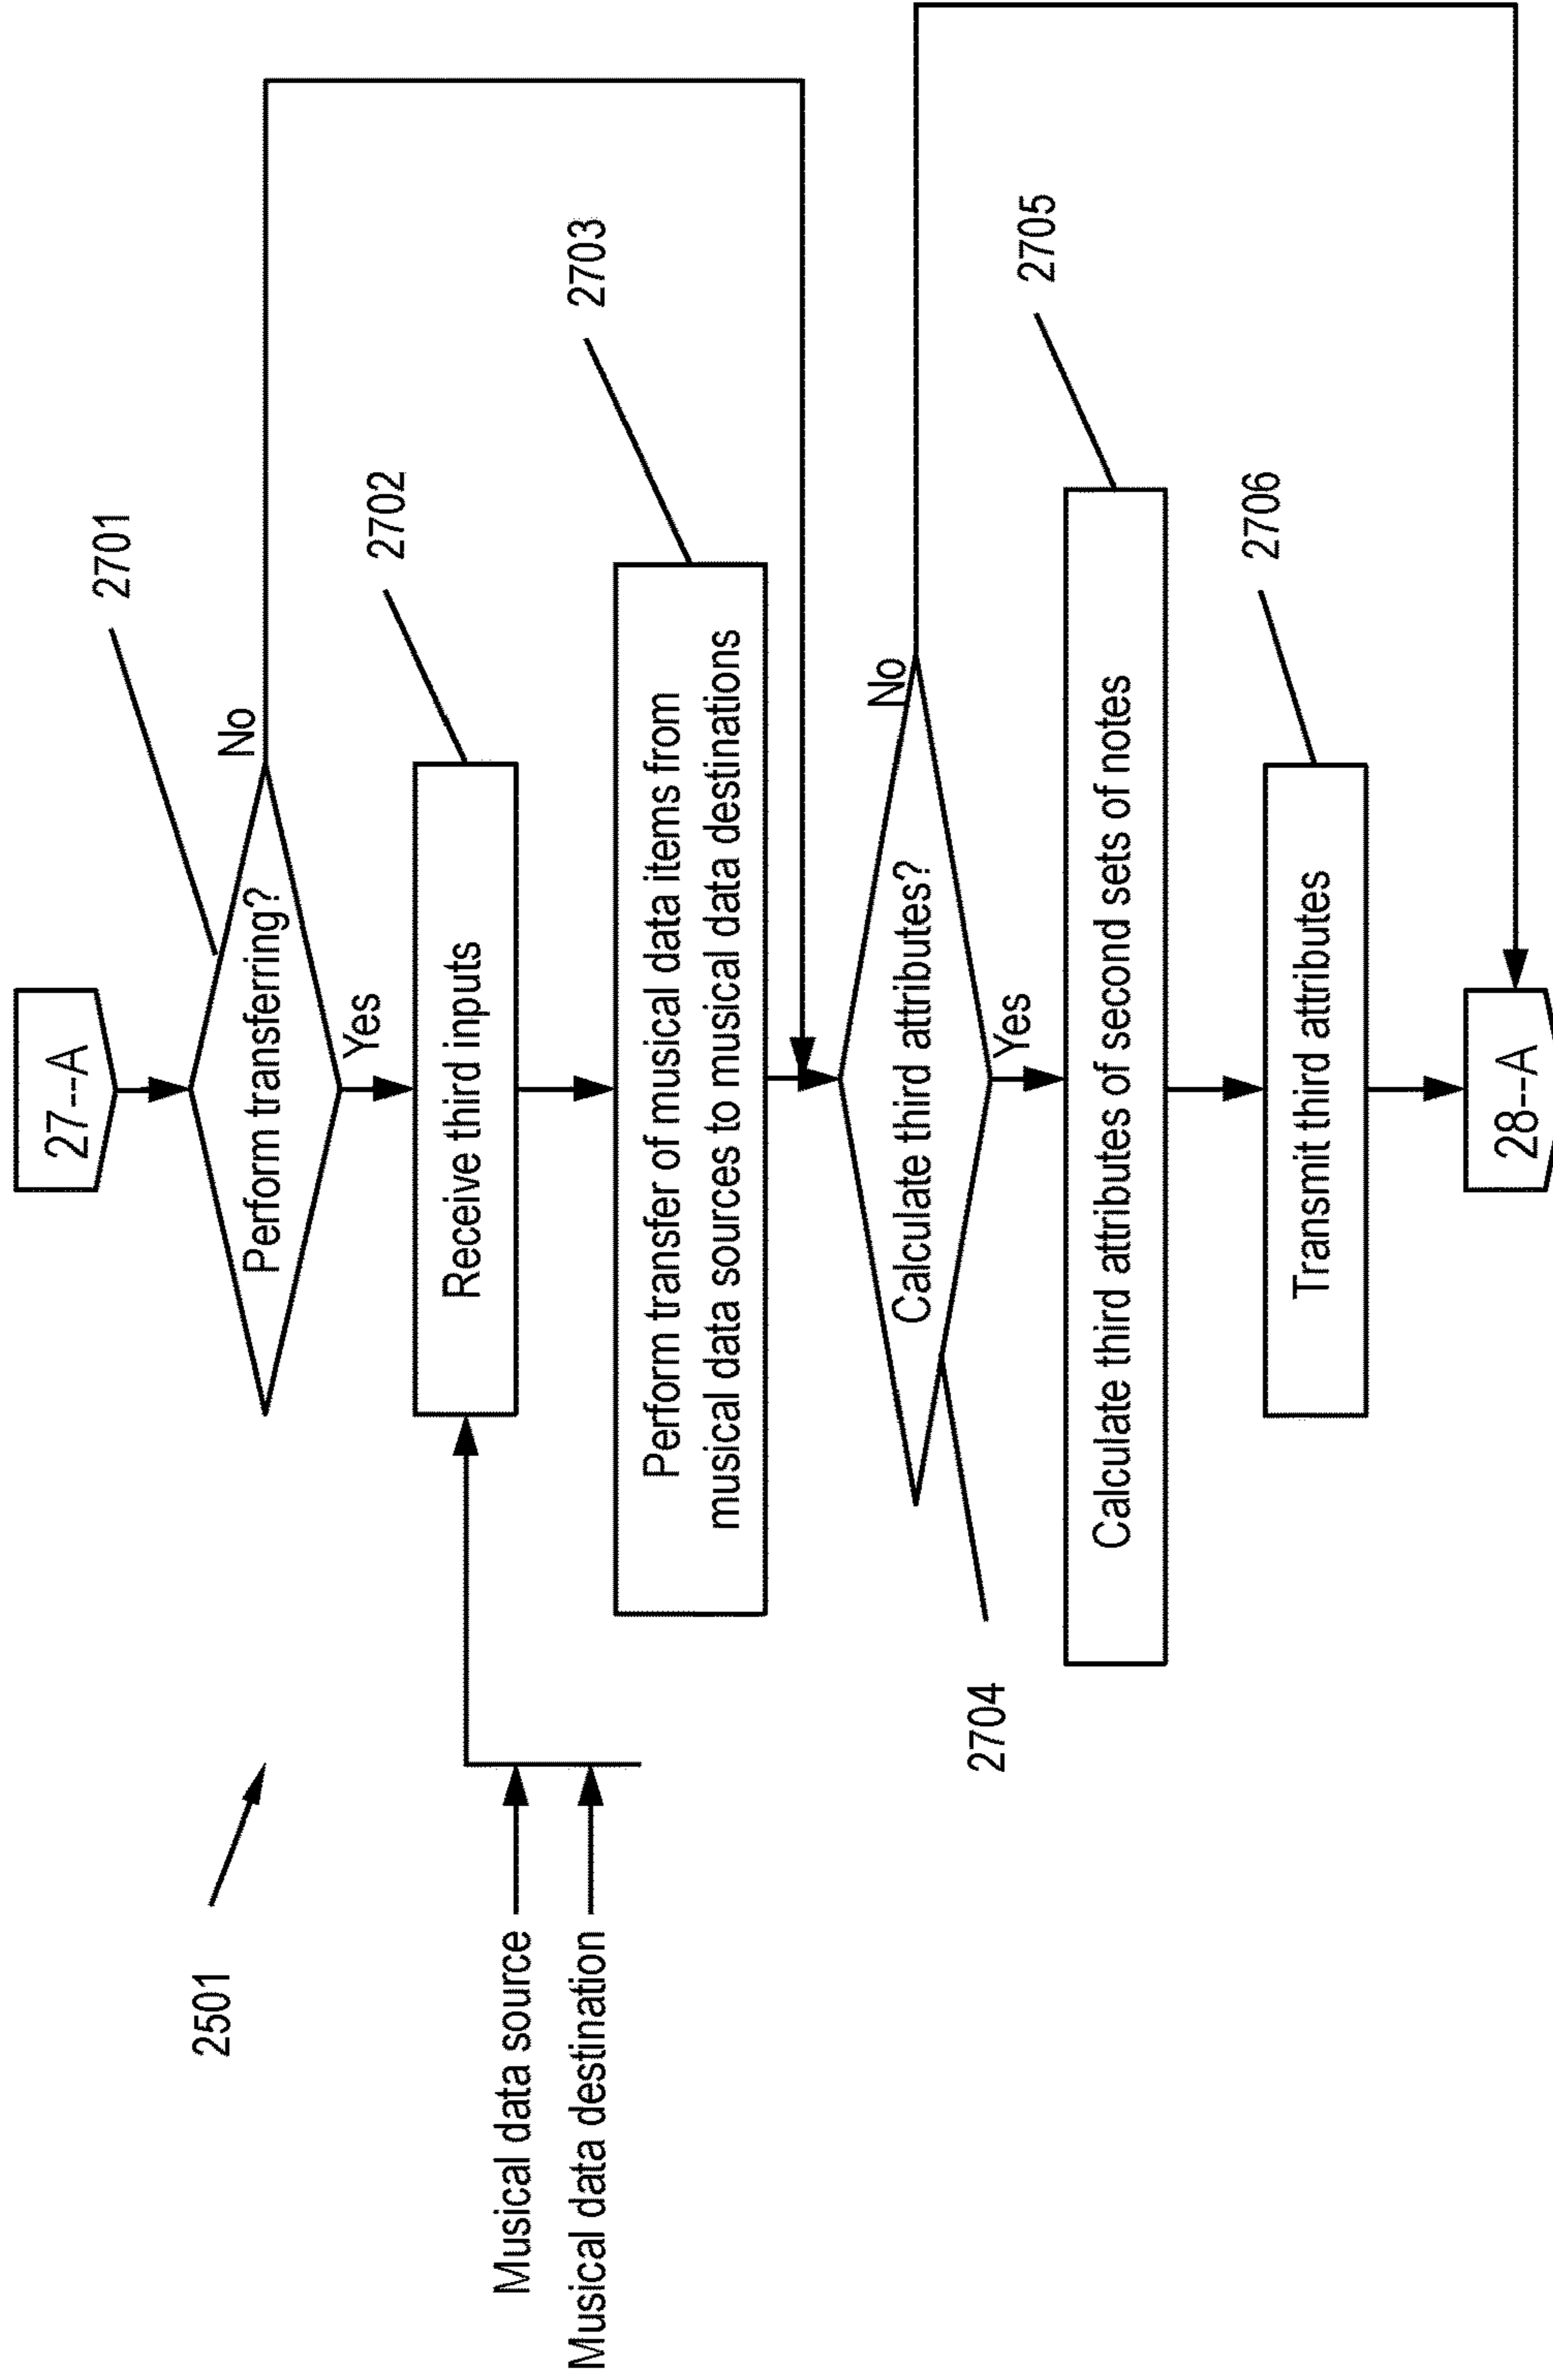 2501
27--A
2701
Perform transferring?
No
Yes
2702
Receive third inputs
Musical data source
Musical data destination
2703
Perform transfer of musical data items from
musical data sources to musical data destinations
2704
Calculate third attributes?
No
Yes
2705
Calculate third attributes of second sets of notes
2706
Transmit third attributes
28--A